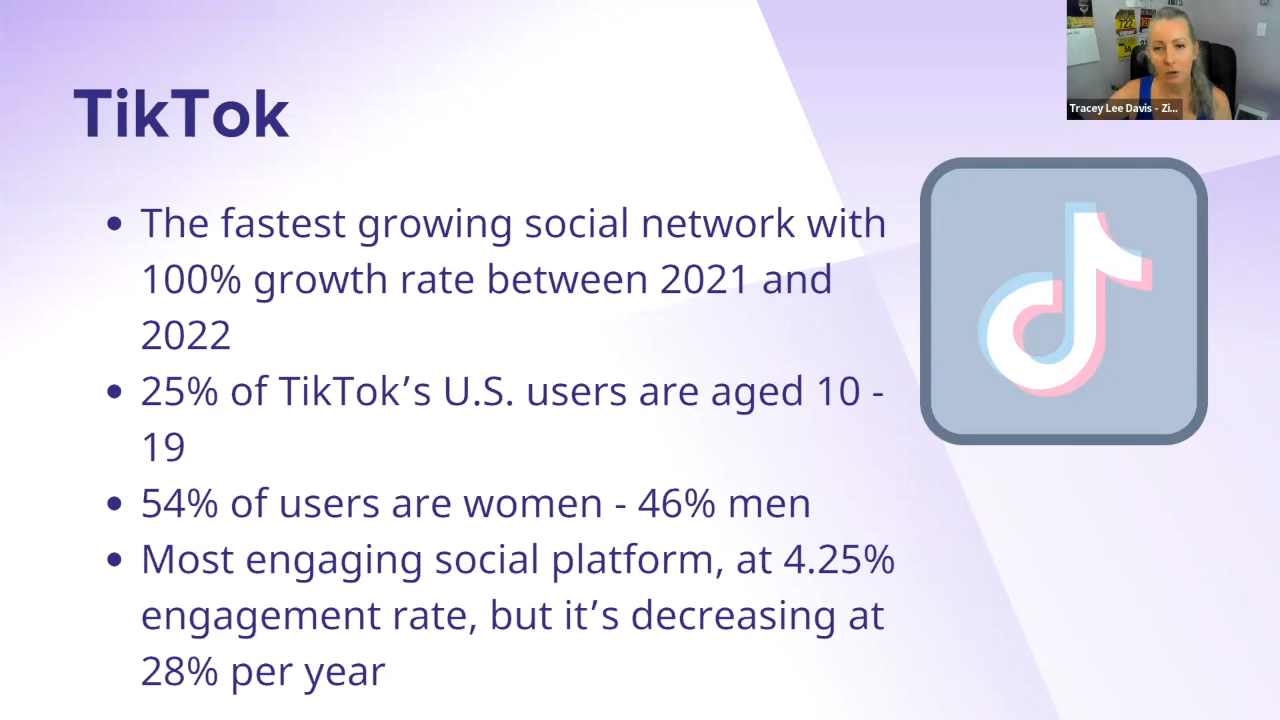 TikTok
The fastest growing social network with
100% growth rate between 2021 and
2022
25% of TikTok’s U.S. users are aged 10 -
19
54% of users are women - 46% men
Most engaging social platform, at 4.25%
engagement rate, but it’s decreasing at
28% per year
Tracey Lee Davis - Zi...
722